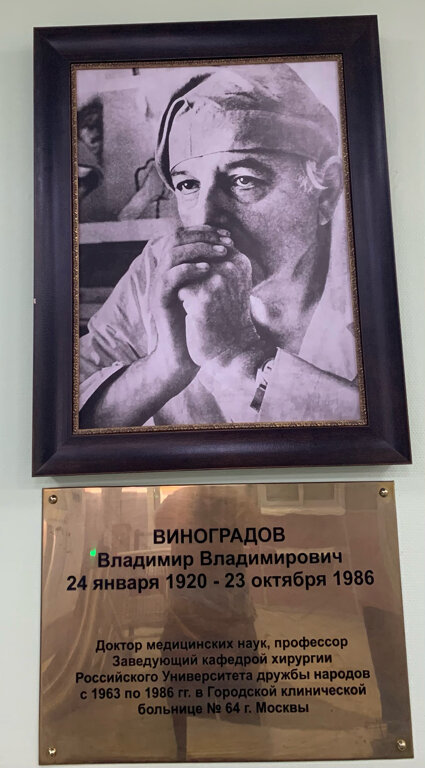 ВИНОГРАДОВ
Владимир Владимирович
24 января 1920 - 23 октября 1986
Доктор медицинских наук, профессор
Заведующий кафедрой хирургии
Российского Университета дружбы народов
с 1963 по 1986 гг. в Городской клинической
больнице № 64 г. Москвы